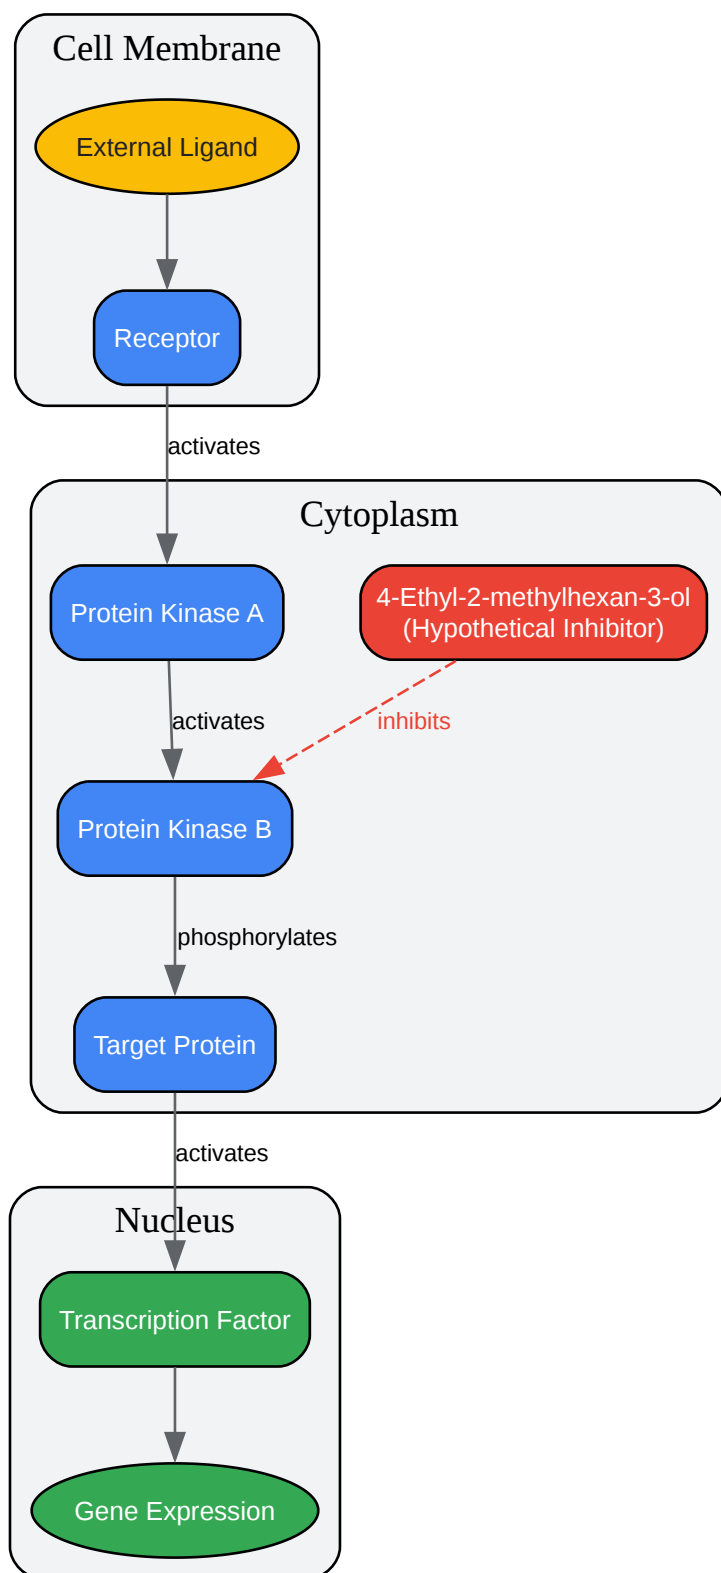 Cell Membrane
External Ligand
Receptor
activates
Cytoplasm
Protein Kinase A
4-Ethyl-2-methylhexan-3-ol
(Hypothetical Inhibitor)
activates
inhibits
Protein Kinase B
phosphorylates
Target Protein
activates
Nucleus
Transcription Factor
Gene Expression